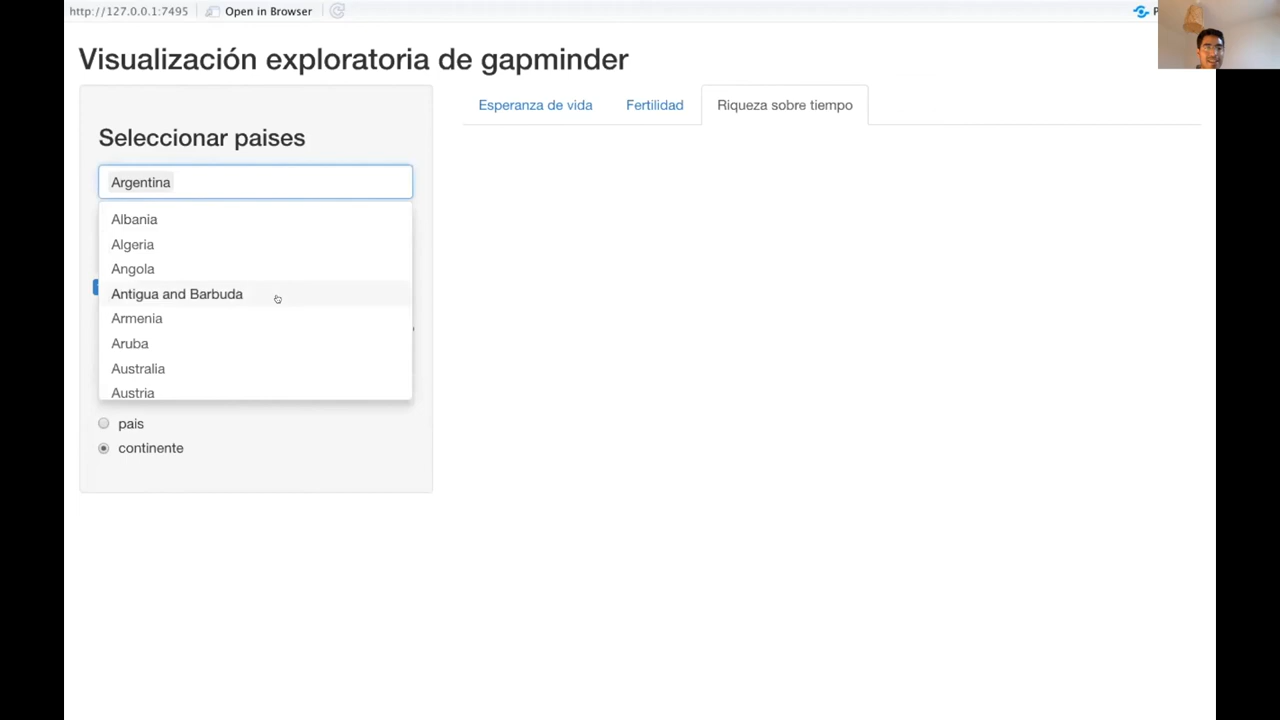 http://127.0.0.1:7495
Open in Browser
Visualización exploratoria de gapminder
Esperanza de vida
Fertilidad
Riqueza sobre tiempo
Seleccionar paises
Argentina
Albania
Algeria
Angola
Antigua and Barbuda
Armenia
Aruba
Australia
Austria
pais
continente